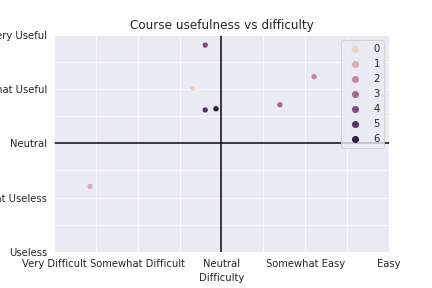 Course usefulness vs difficulty
ery Useful
at Useful
Neutral
t Useless
Useless
0
1
2
3
4
5
6
Very Difficult Somewhat Difficult Neutral Somewhat Easy Easy
Difficulty